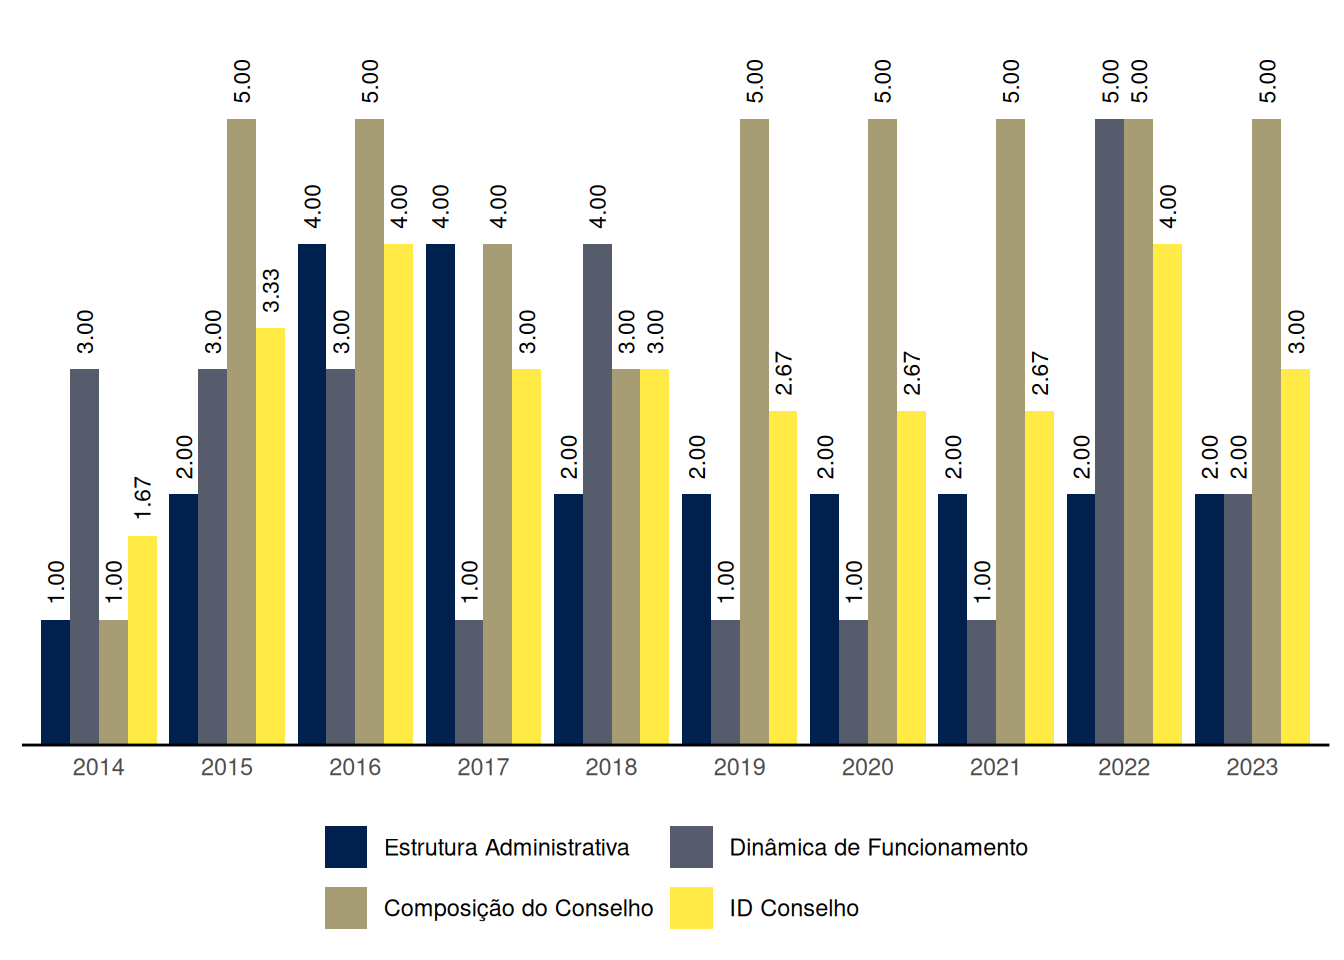 1.00 3.00 1.00 1.67
2.00 3.00 5.00 3.33
4.00 3.00 5.00 4.00
4.00 1.00 4.00 3.00
2.00 4.00 3.00 3.00
2.00 1.00 5.00 2.67
2.00 1.00 5.00 2.67
2.00 1.00 5.00 2.67
2.00 5.00 5.00 4.00
2.00 2.00 5.00 3.00
2014 2015 2016 2017 2018 2019 2020 2021 2022 2023
Estrutura Administrativa Dinâmica de Funcionamento
Composição do Conselho ID Conselho